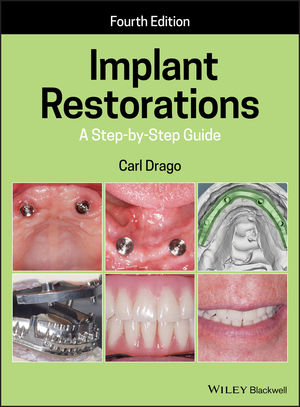 Fourth Edition
Implant
Restorations
A Step-by-Step Guide
Carl Drago
WILEY Blackwell